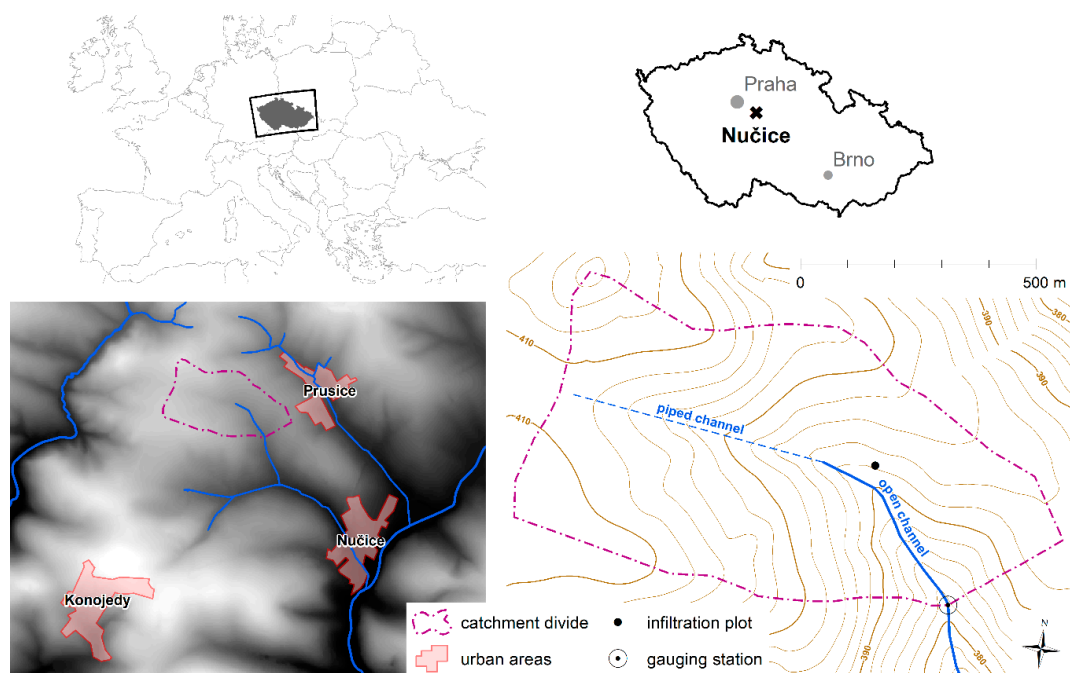 Praha
Nučice
Brno
0
500 m
410
380
380
390
410
piped channel
open channel
390
380
Prusice
Nučice
Konojedy
catchment divide
infiltration plot
urban areas
gauging station
N